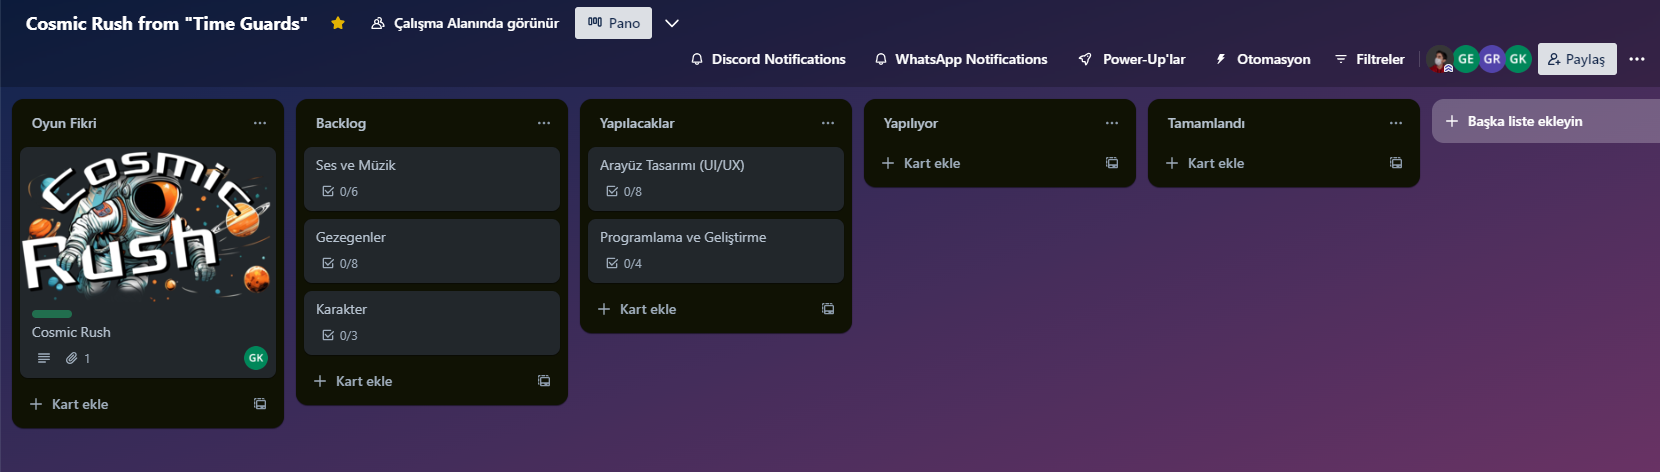 Cosmic Rush from "Time Guards"
Çalışma Alanında görünür
Pano
Discord Notifications
WhatsApp Notifications
Power-Up'lar
Otomasyon
Filtreler
GE
GR
GK
Paylaş
Oyun Fikri
Cosmic
Rush
Cosmic Rush
1
GK
Kart ekle
Backlog
Ses ve Müzik
0/6
Gezegenler
0/8
Karakter
0/3
Kart ekle
Yapılacaklar
Arayüz Tasarımı (UI/UX)
0/8
Programlama ve Geliştirme
0/4
Kart ekle
Yapılıyor
Kart ekle
Tamamlandı
Kart ekle
Başka liste ekleyin